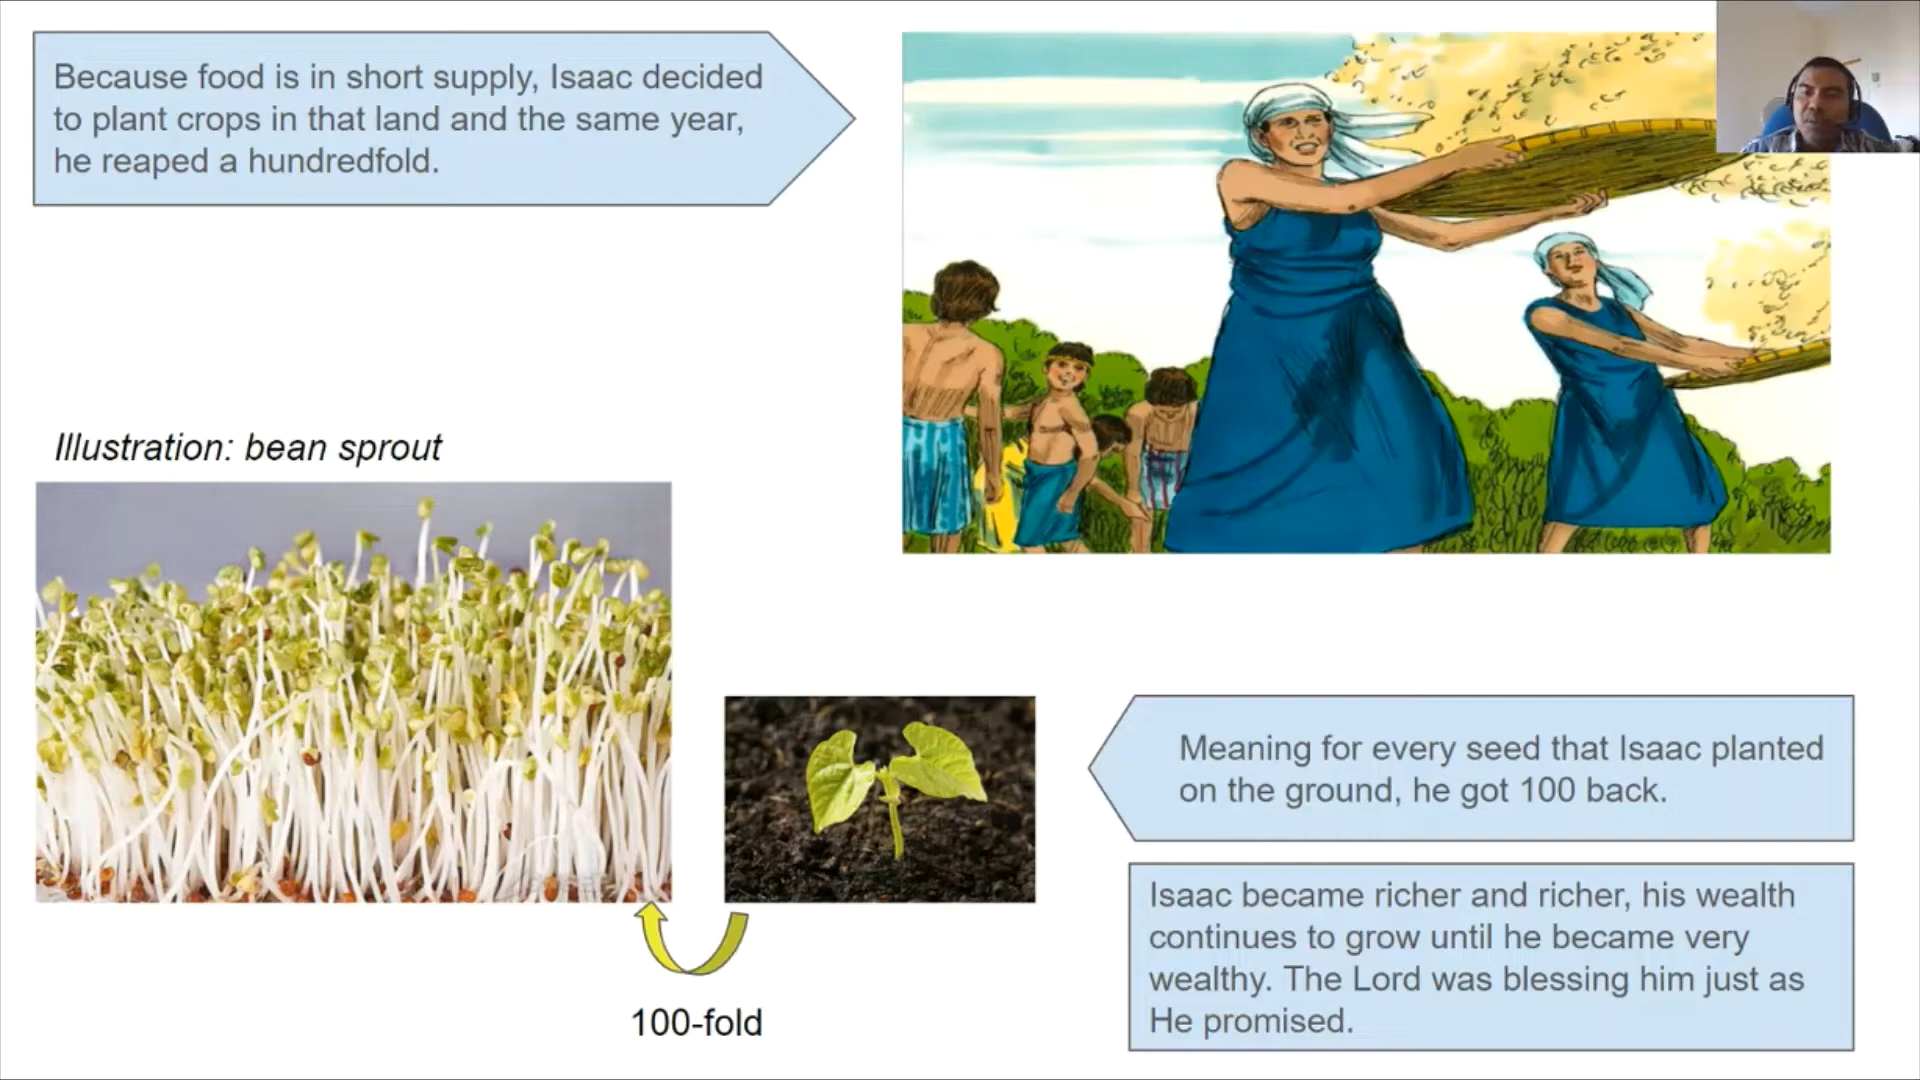 Because food is in short supply, Isaac decided
to plant crops in that land and the same year,
he reaped a hundredfold.
Illustration: bean sprout
100-fold
Meaning for every seed that Isaac planted
on the ground, he got 100 back.
Isaac became richer and richer, his wealth
continues to grow until he became very
wealthy. The Lord was blessing him just as
He promised.